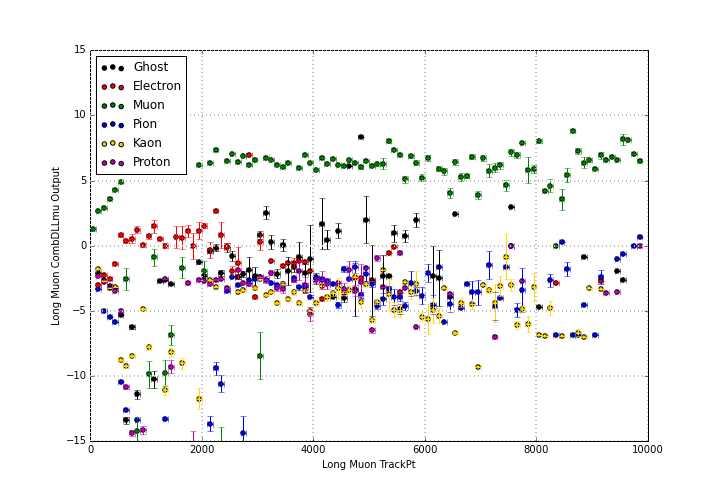 15
10
5
0
−5
−10
−15
Long Muon CombDLLmu Output
Ghost
Electron
Muon
Pion
Kaon
Proton
0 2000 4000 6000 8000 10000
Long Muon TrackPt